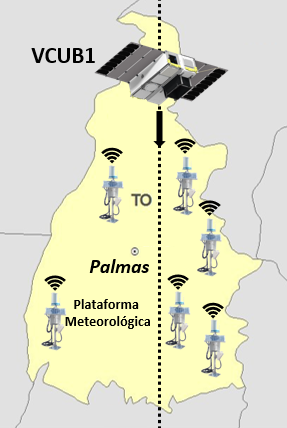 VCUB1
TO
Palmas
Plataforma
Meteorológica